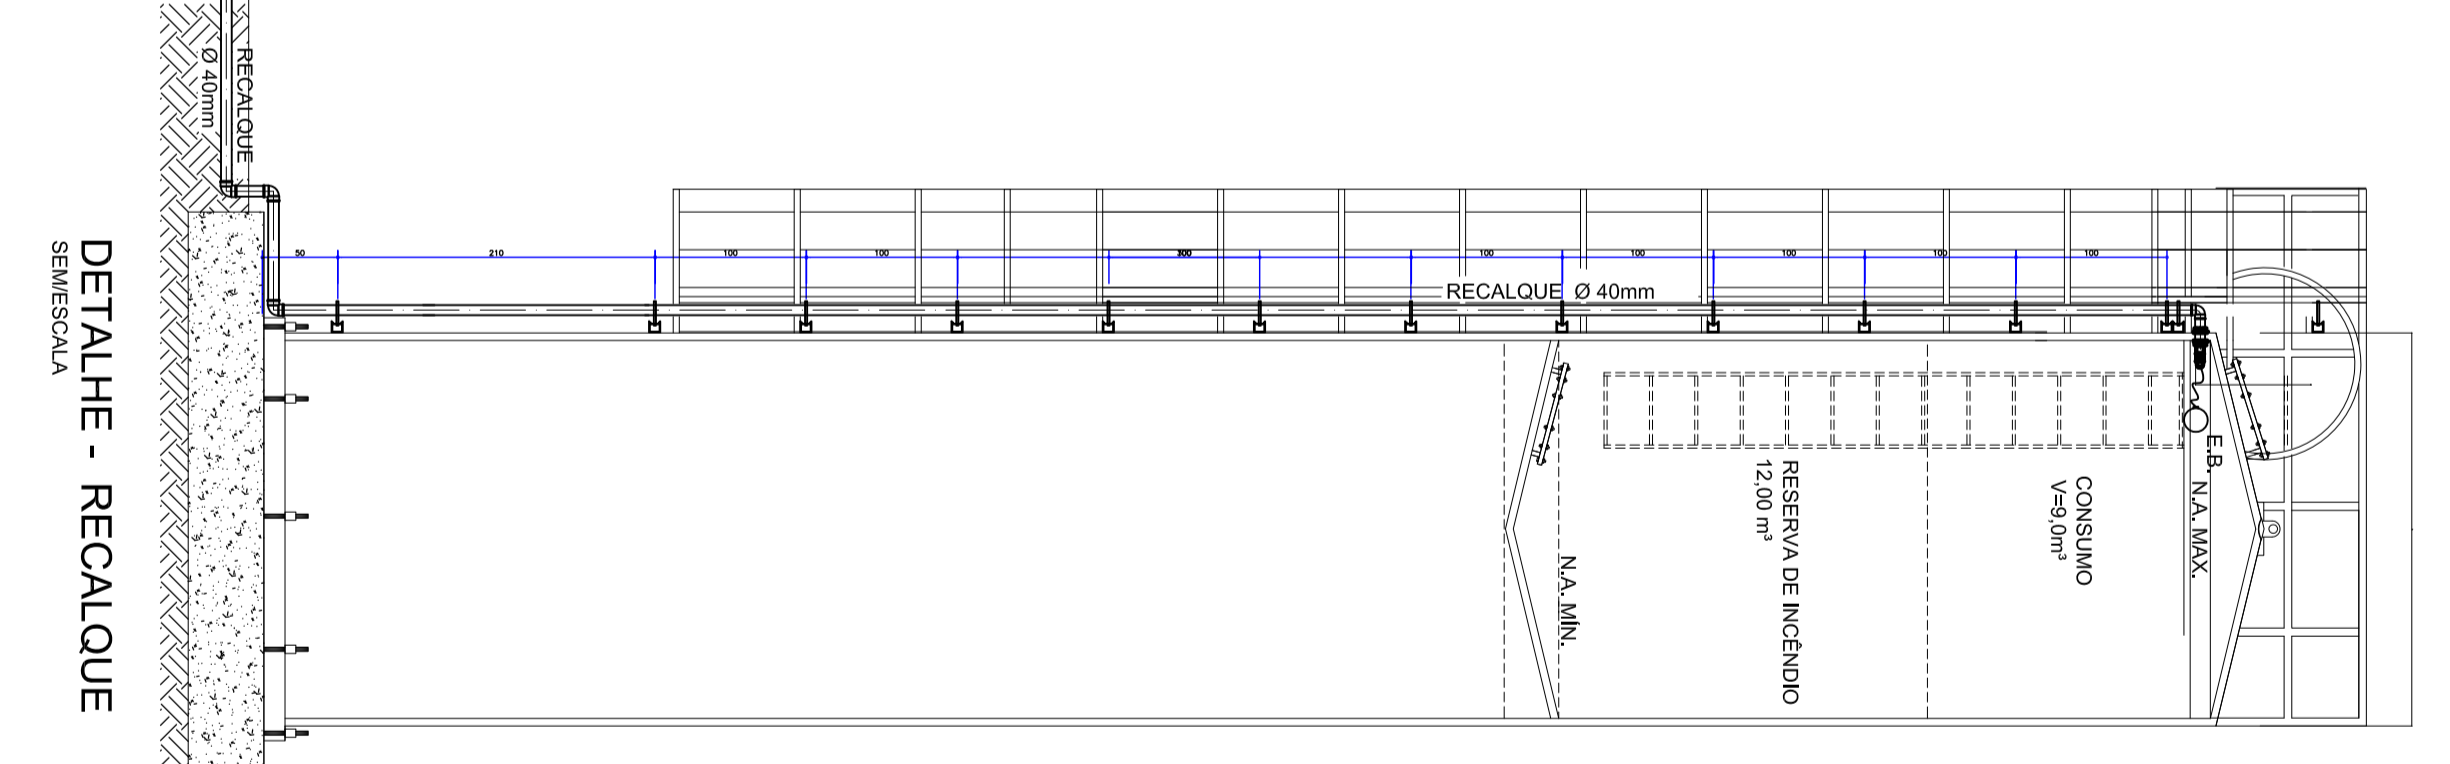 DETALHE - RECALQUE
SEM/ESCALA
RECALQUE
Ø 40mm
50
210
100
100
100
100
100
100
100
RECALQUE Ø 40mm
E.B.
N.A. MAX.
CONSUMO
V=9,0m³
RESERVA DE INCÊNDIO
12,00 m³
N.A. MÍN.